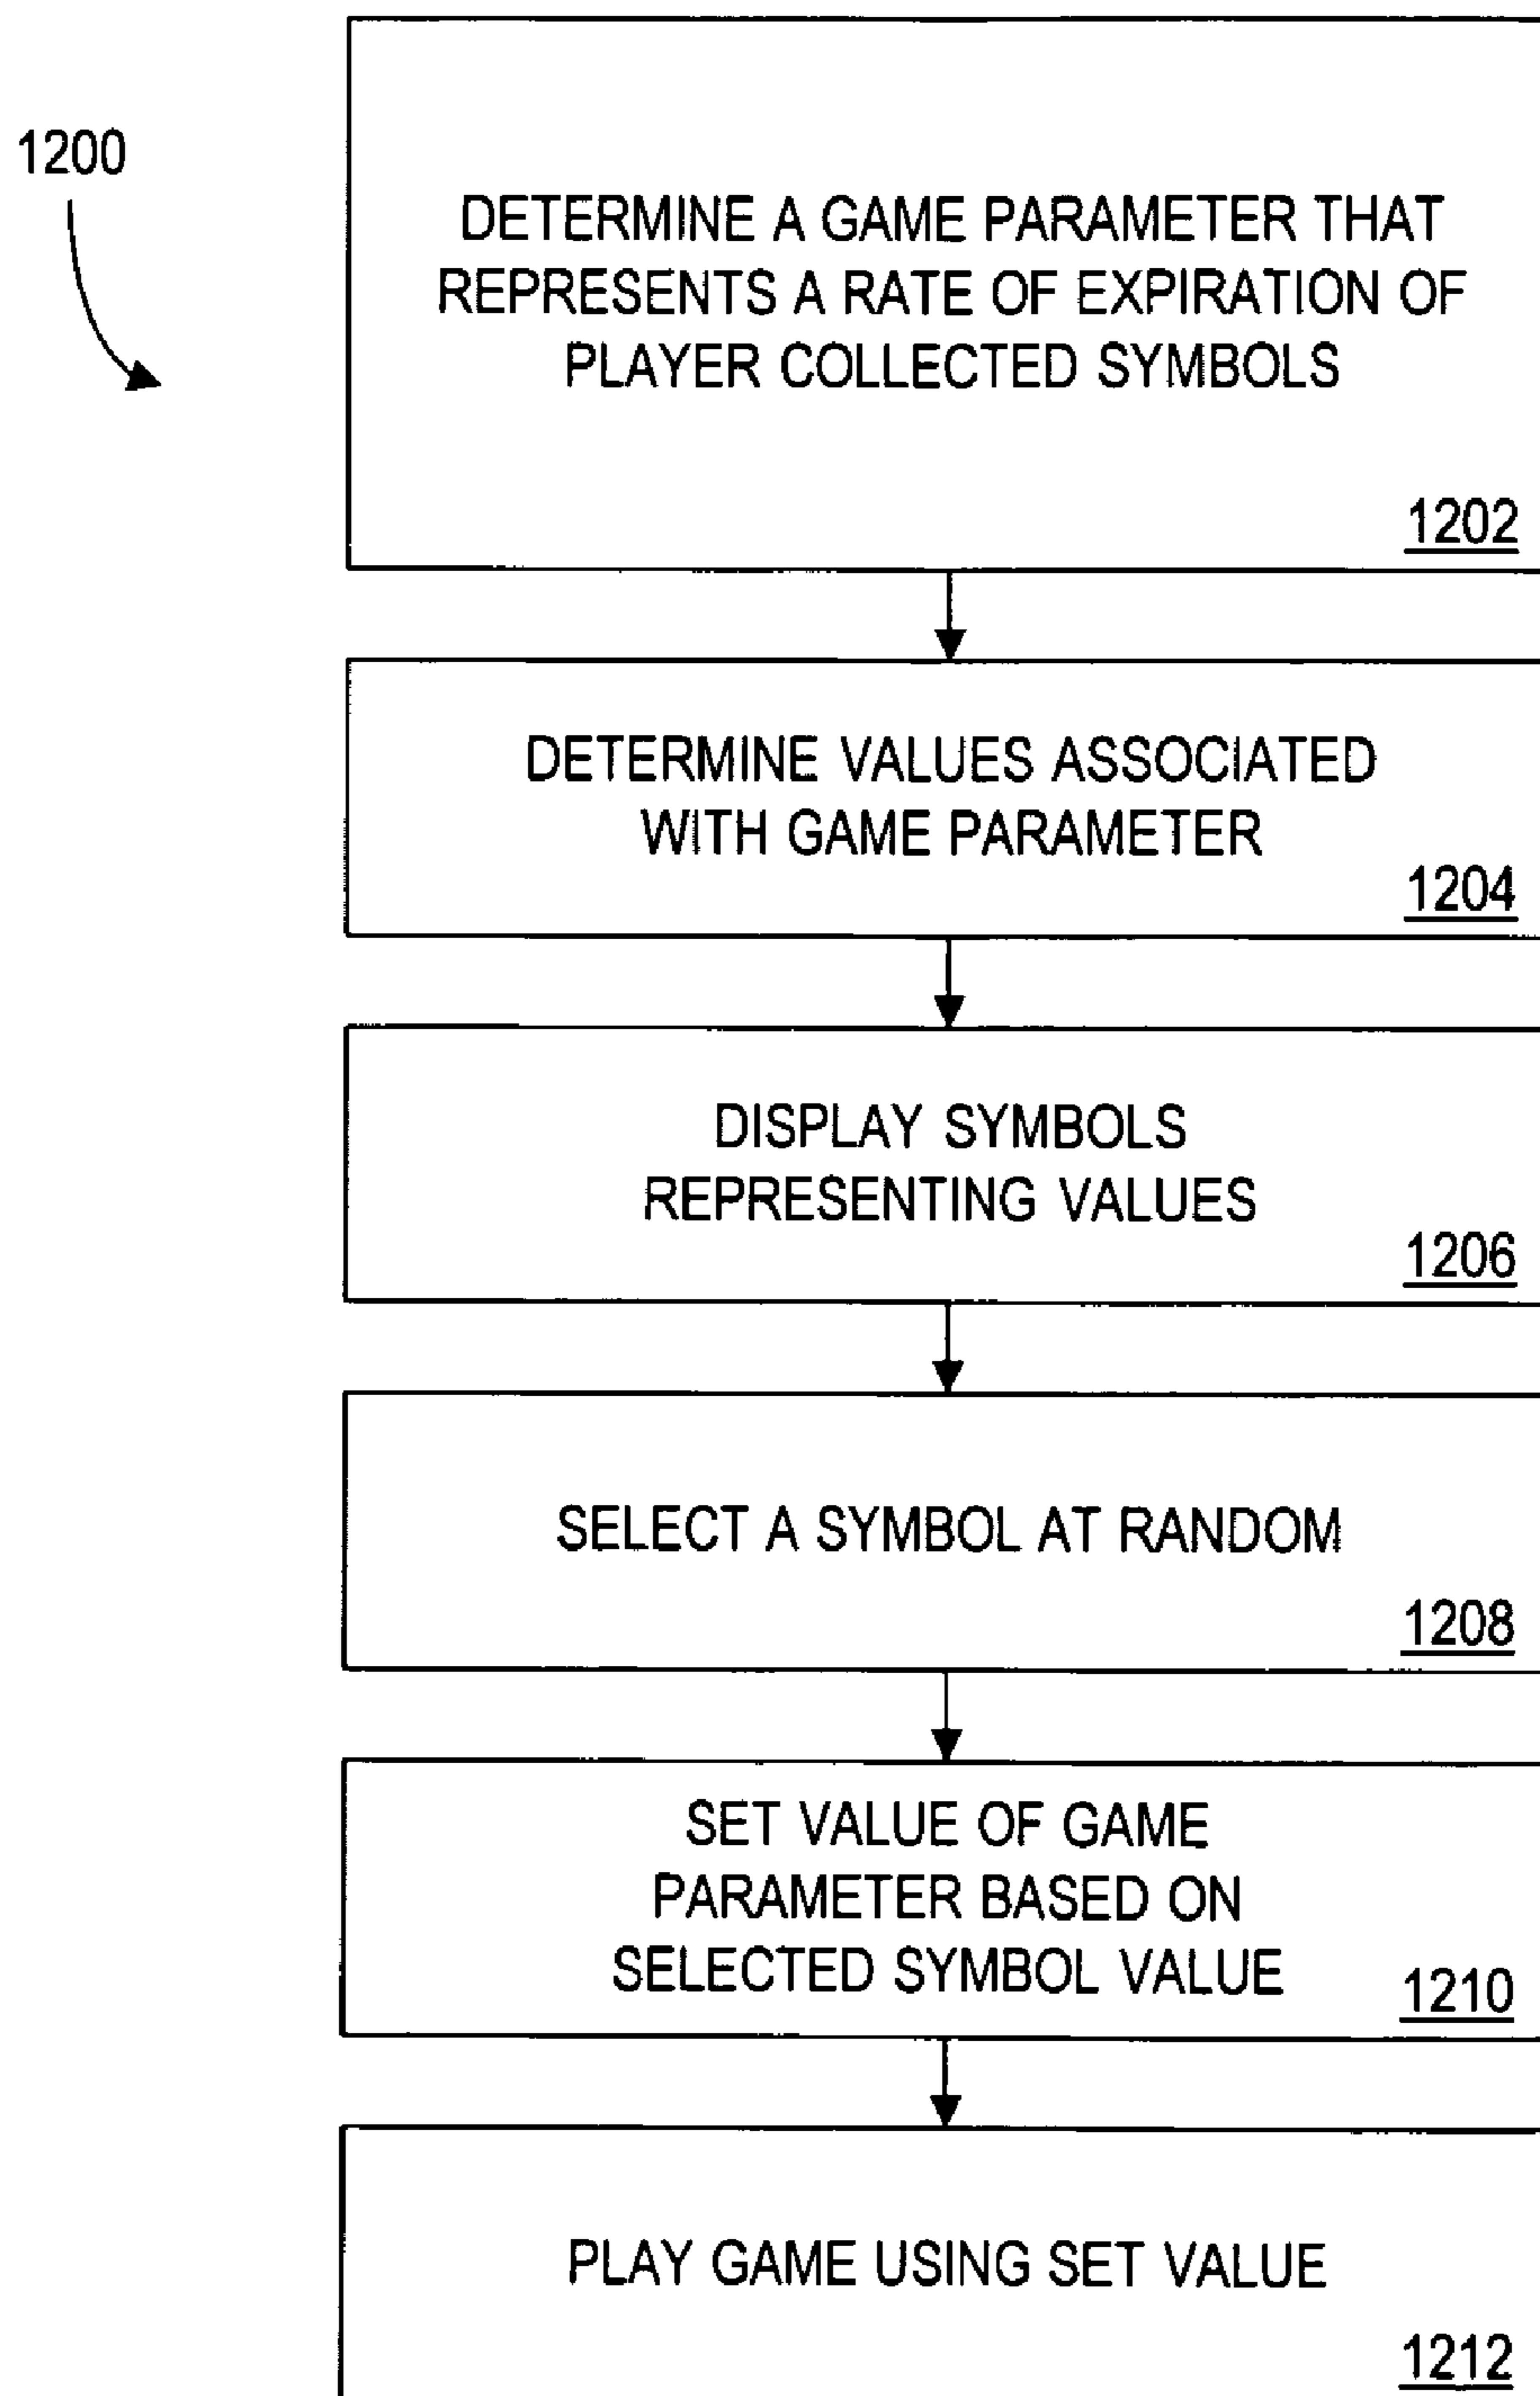 1200
DETERMINE A GAME PARAMETER THAT
REPRESENTS A RATE OF EXPIRATION OF
PLAYER COLLECTED SYMBOLS
1202
DETERMINE VALUES ASSOCIATED
WITH GAME PARAMETER
1204
DISPLAY SYMBOLS
REPRESENTING VALUES
1206
SELECT A SYMBOL AT RANDOM
1208
SET VALUE OF GAME
PARAMETER BASED ON
SELECTED SYMBOL VALUE
1210
PLAY GAME USING SET VALUE
1212